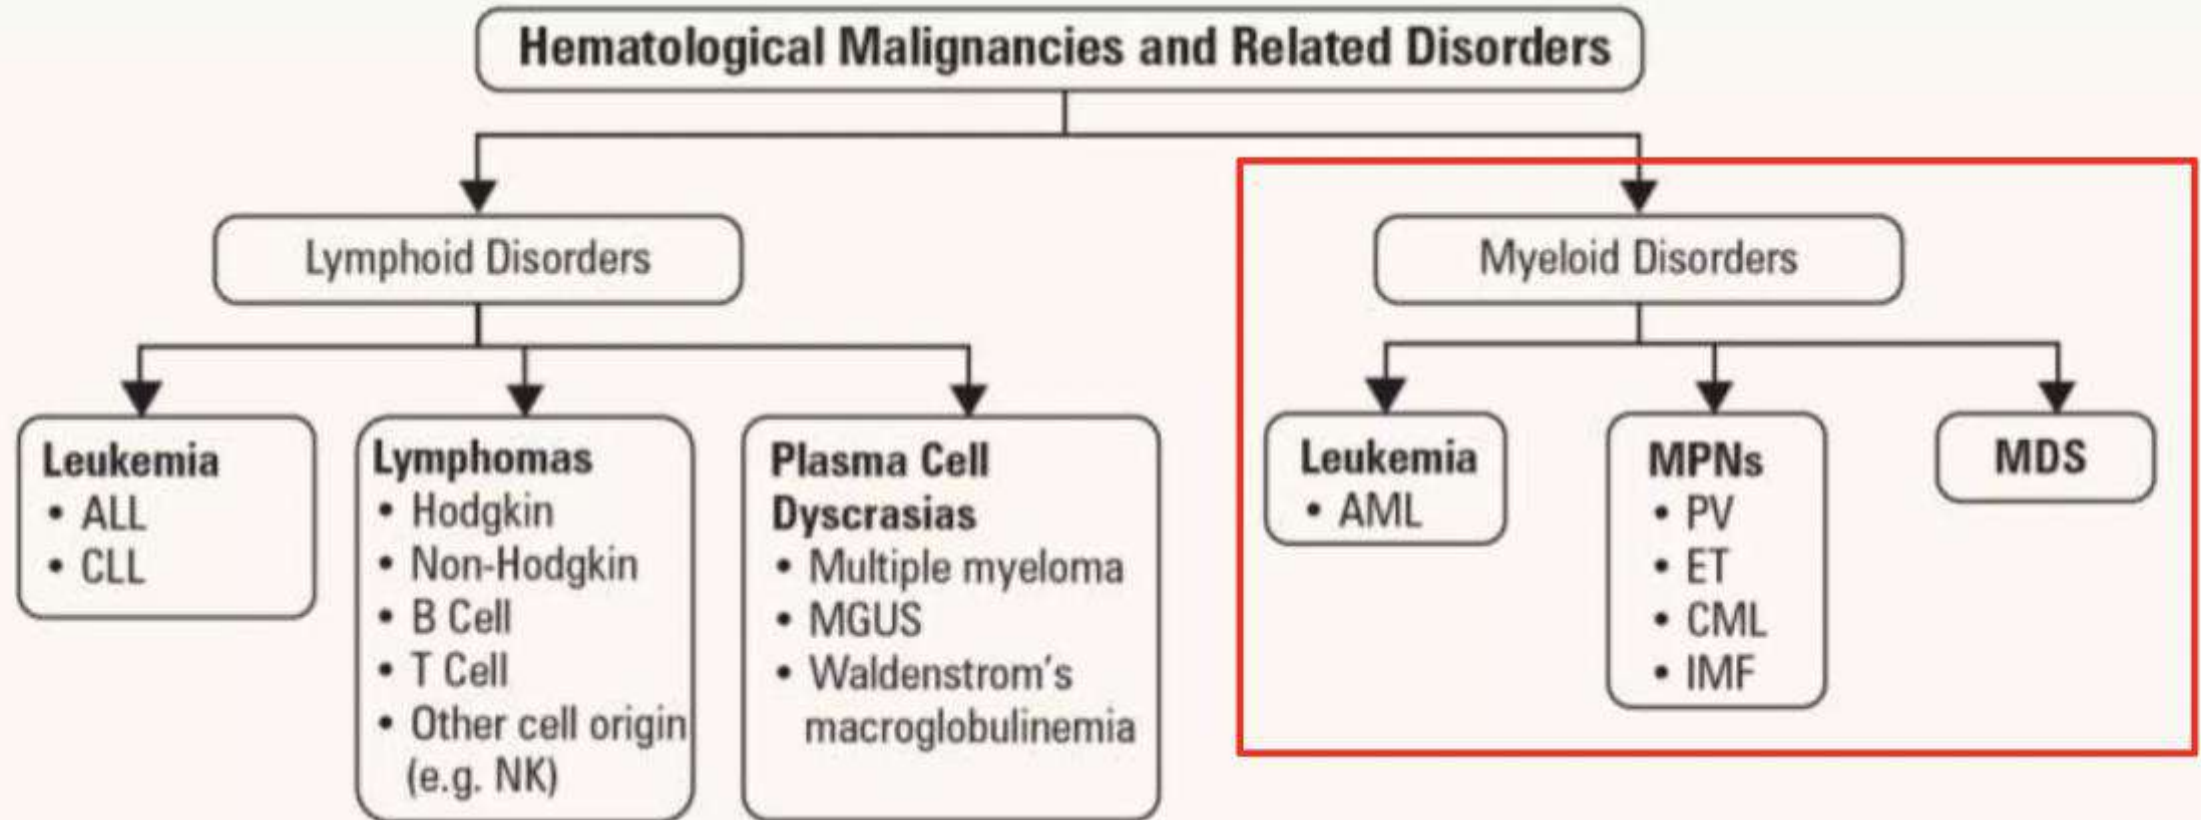 Hematological Malignancies and Related Disorders
Lymphoid Disorders
Myeloid Disorders
Leukemia
• ALL
• CLL
Lymphomas
• Hodgkin
• Non-Hodgkin
• B Cell
• T Cell
• Other cell origin
(e.g. NK)
Plasma Cell
Dyscrasias
• Multiple myeloma
• MGUS
• Waldenstrom's
macroglobulinemia
Leukemia
• AML
MPNs
• PV
• ET
• CML
• IMF
MDS